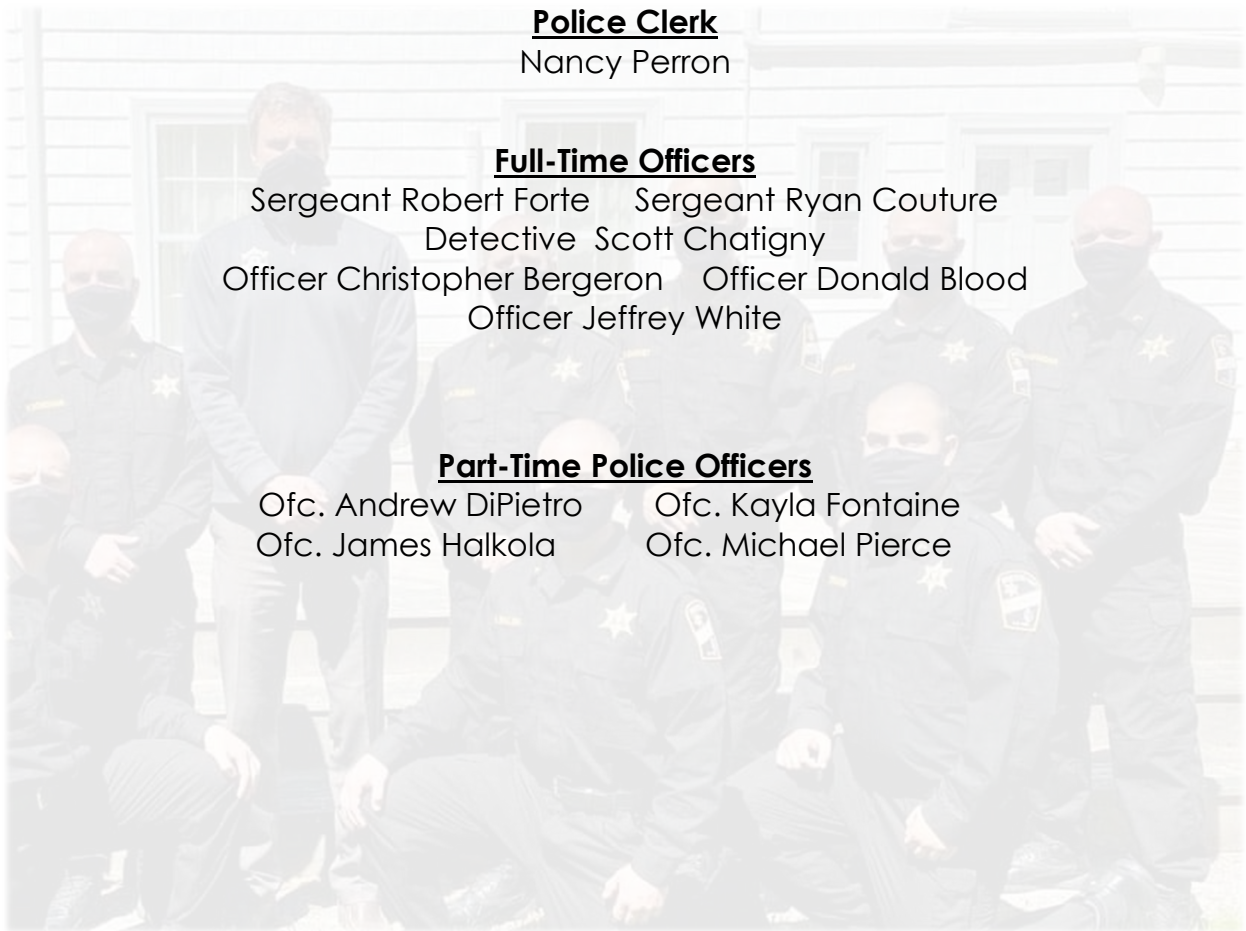 Police Clerk
Nancy Perron
Full-Time Officers
Sergeant Robert Forte Sergeant Ryan Couture
Detective Scott Chatigny
Officer Christopher Bergeron Officer Donald Blood
Officer Jeffrey White
Part-Time Police Officers
Ofc. Andrew DiPietro Ofc. Kayla Fontaine
Ofc. James Halkola Ofc. Michael Pierce